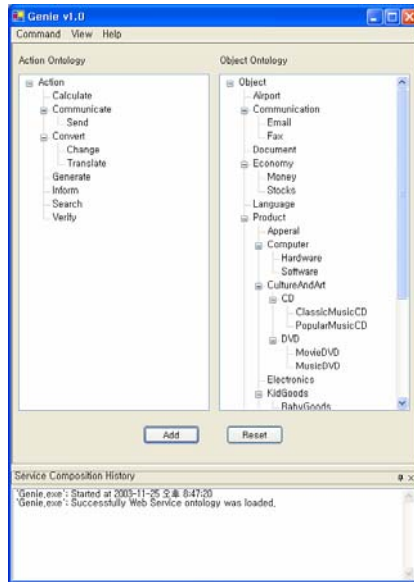 Genie v1.0
Command View Help
Action Ontology
Action
Calculate
Communicate
Send
Convert
Change
Translate
Generate
Inform
Search
Verify
Object Ontology
Object
Airport
Communication
Email
Fax
Document
Economy
Money
Stocks
Language
Product
Apperal
Computer
Hardware
Software
CultureAndArt
CD
ClassicMusicCD
PopularMusicCD
DVD
MovieDVD
MusicDVD
Electronics
KidGoods
BabyGoods
Add Reset
Service Composition History
'Genie.exe': Started at 2003-11-25 오후 8:47:20
'Genie.exe': Successfully Web Service ontology was loaded.